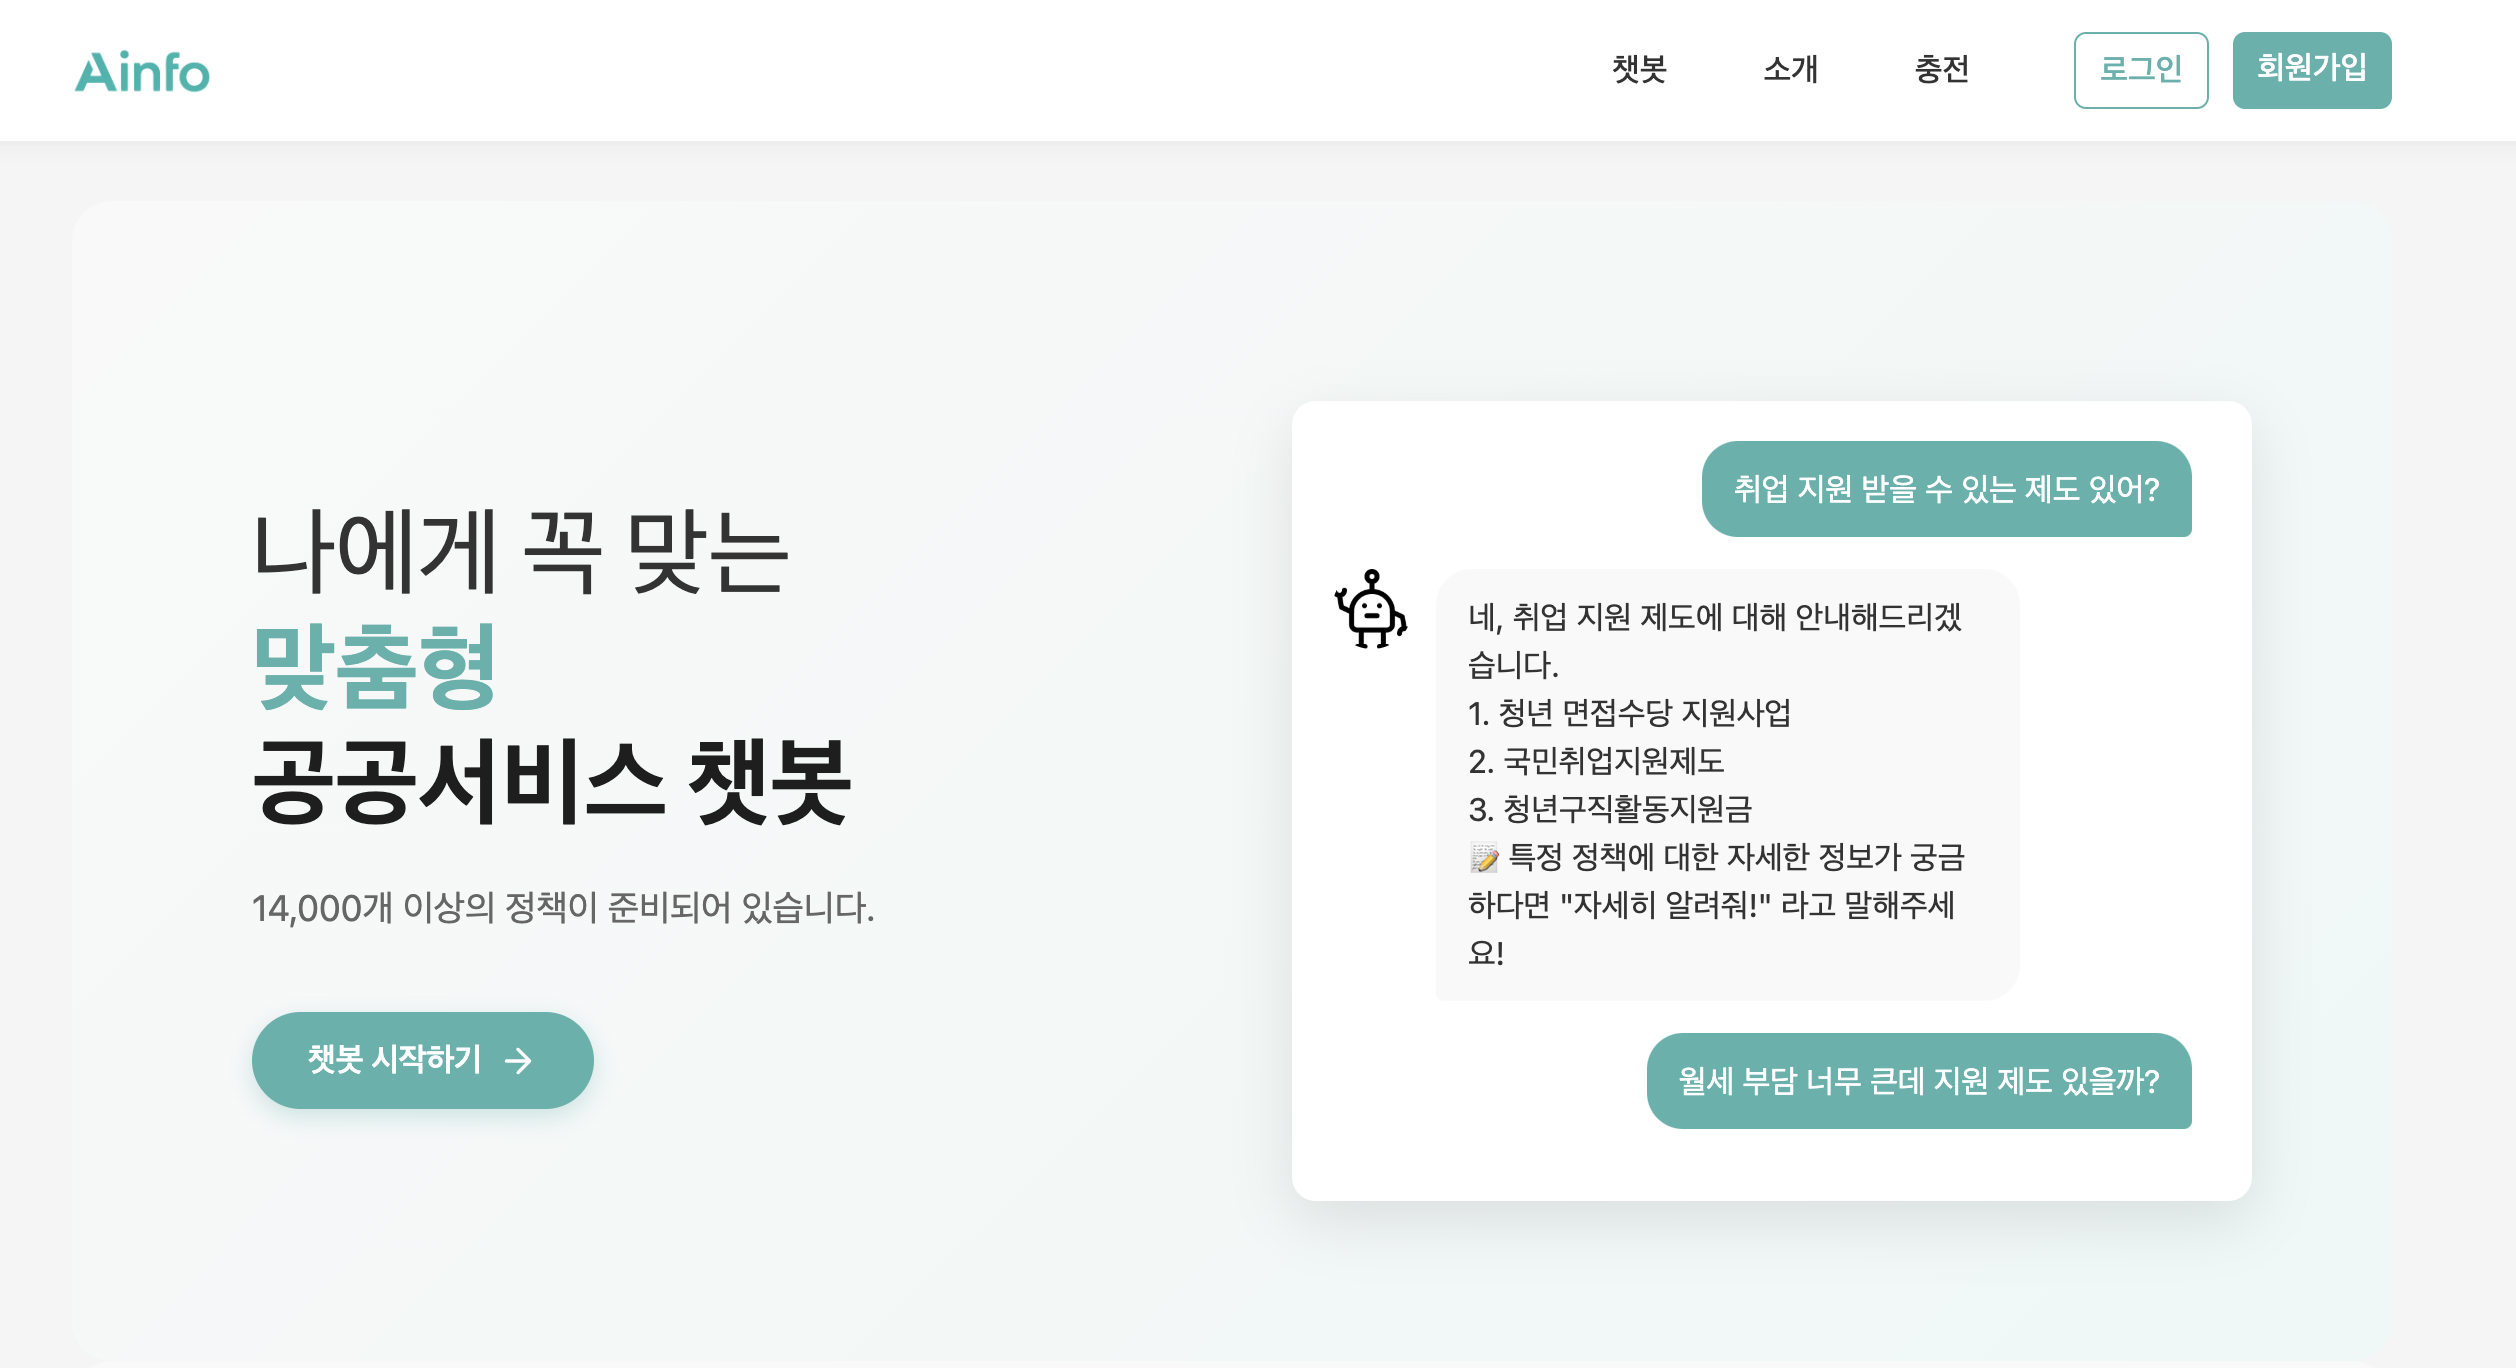 Ainfo
챗봇
소개
충전
로그인
회원가입
나에게 꼭 맞는
맞춤형
공공서비스 챗봇
14,000개 이상의 정책이 준비되어 있습니다.
챗봇 시작하기 →
취업 지원 받을 수 있는 제도 있어?
네, 취업 지원 제도에 대해 안내해드리겠
습니다.
1. 청년 면접수당 지원사업
2. 국민취업지원제도
3. 청년구직활동지원금
📝 특정 정책에 대한 자세한 정보가 궁금
하다면 "자세히 알려줘!" 라고 말해주세
요!
월세 부담 너무 큰데 지원 제도 있을까?